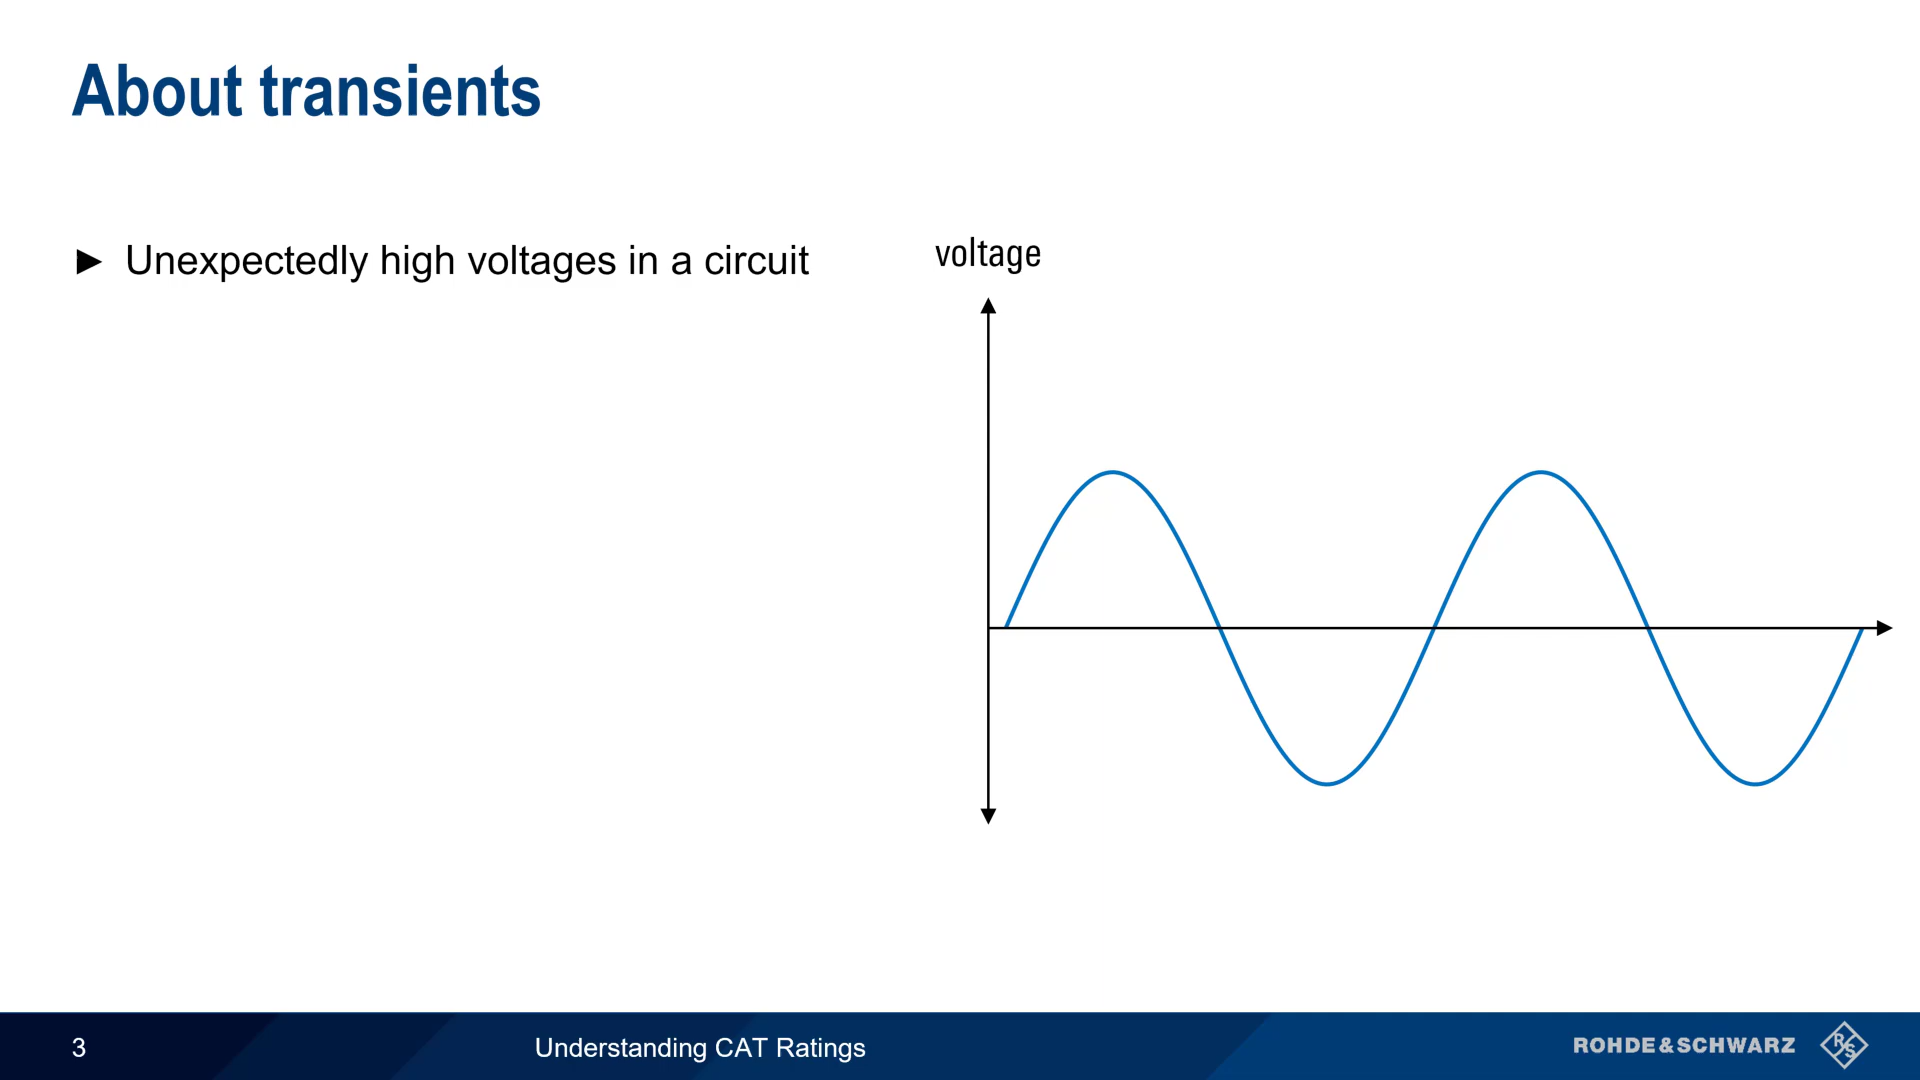 About transients
► Unexpectedly high voltages in a circuit
voltage
3
Understanding CAT Ratings
ROHDE&SCHWARZ
R&S